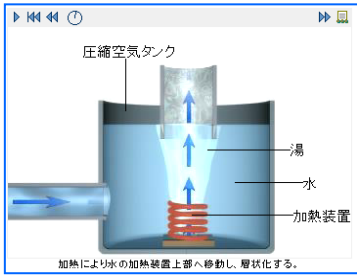 圧縮空気タンク
湯
水
加熱装置
加熱により水の加熱装置上部へ移動し、層状化する。